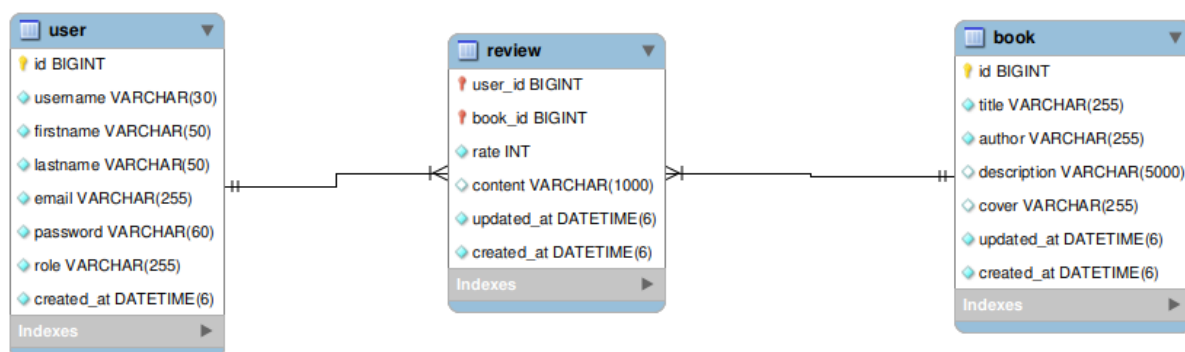 user
id BIGINT
username VARCHAR(30)
firstname VARCHAR(50)
lastname VARCHAR(50)
email VARCHAR(255)
password VARCHAR(60)
role VARCHAR(255)
created_at DATETIME(6)
Indexes
review
user_id BIGINT
book_id BIGINT
rate INT
content VARCHAR(1000)
updated_at DATETIME(6)
created_at DATETIME(6)
Indexes
book
id BIGINT
title VARCHAR(255)
author VARCHAR(255)
description VARCHAR(5000)
cover VARCHAR(255)
updated_at DATETIME(6)
created_at DATETIME(6)
Indexes